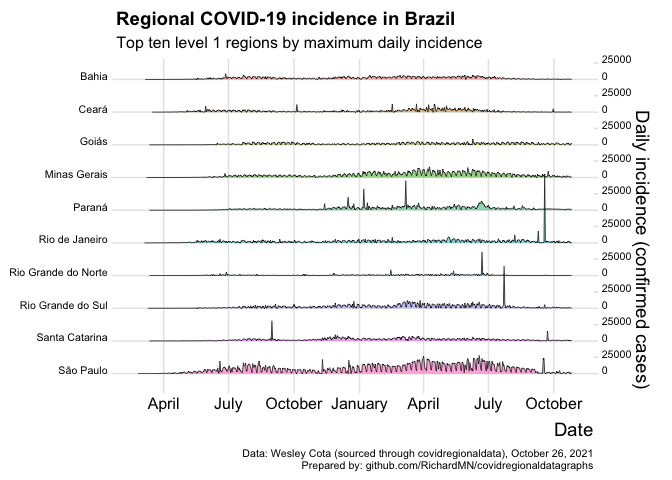 Regional COVID-19 incidence in Brazil
Top ten level 1 regions by maximum daily incidence
25000
Bahia 0
25000
Ceará 0
25000
Goiás 0
25000
Minas Gerais 0
25000
Paraná 0
25000
Rio de Janeiro 0
25000
Rio Grande do Norte 0
25000
Rio Grande do Sul 0
25000
Santa Catarina 0
25000
São Paulo 0
Daily incidence (confirmed cases)
April July October January April July October
Date
Data: Wesley Cota (sourced through covidregionaldata), October 26, 2021
Prepared by: github.com/RichardMN/covidregionaldatagraphs